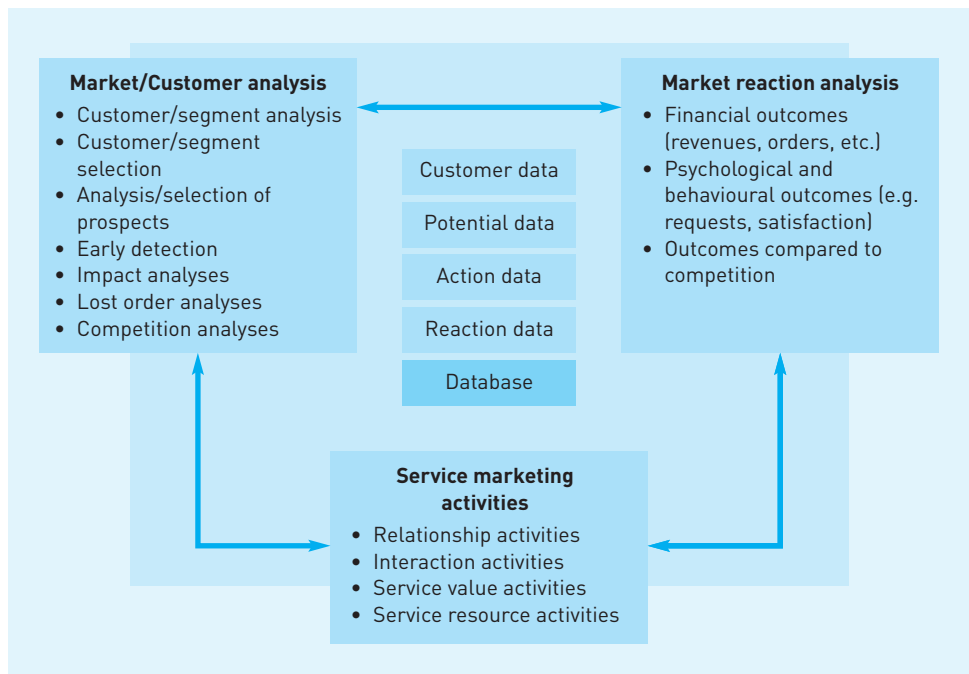 Market/Customer analysis
• Customer/segment analysis
• Customer/segment
selection
• Analysis/selection of
prospects
• Early detection
• Impact analyses
• Lost order analyses
• Competition analyses
Customer data
Potential data
Action data
Reaction data
Database
Market reaction analysis
• Financial outcomes
(revenues, orders, etc.)
• Psychological and
behavioural outcomes (e.g.
requests, satisfaction)
• Outcomes compared to
competition
Service marketing
activities
• Relationship activities
• Interaction activities
• Service value activities
• Service resource activities